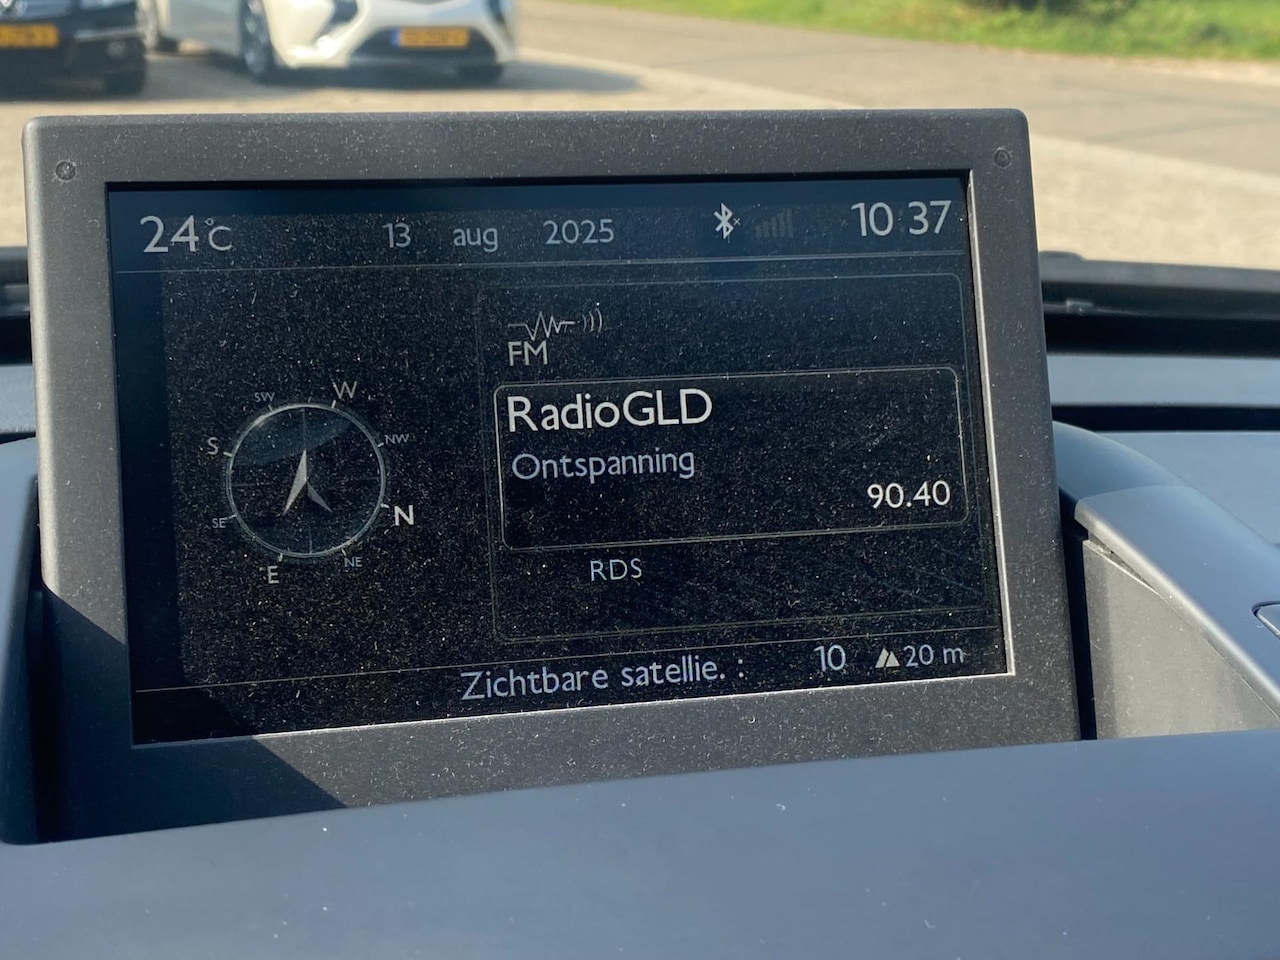 24°C 13 aug 2025 10:37
FM
RadioGLD
Ontspanning
90.40
RDS
SW W
S NW
SE N
E NE
Zichtbare satellie. : 10 20 m